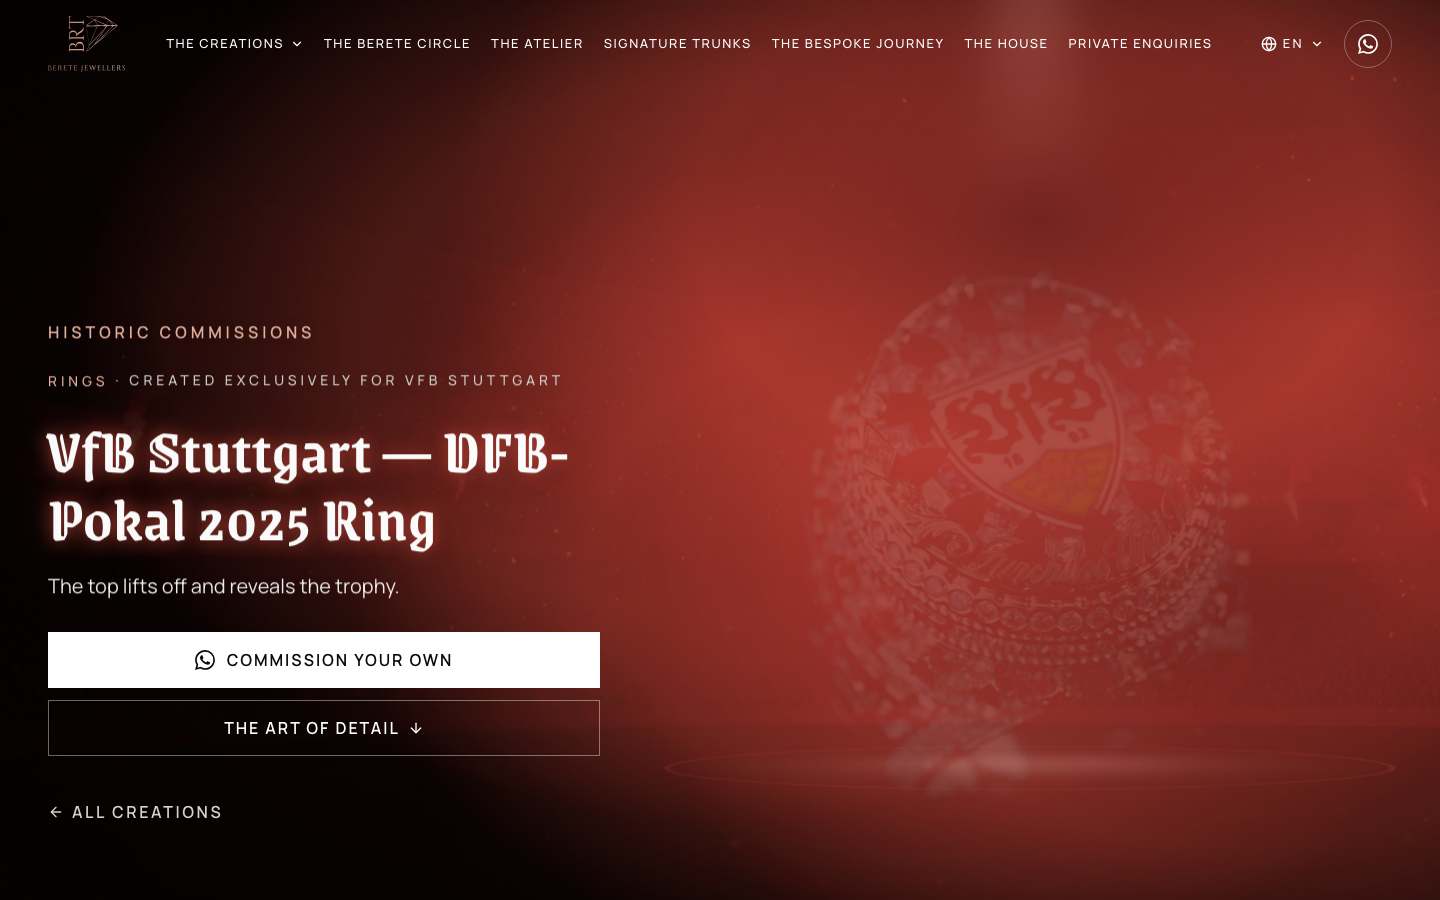 BRT
BERETE JEWELLERS
THE CREATIONS
THE BERETE CIRCLE
THE ATELIER
SIGNATURE TRUNKS
THE BESPOKE JOURNEY
THE HOUSE
PRIVATE ENQUIRIES
EN
HISTORIC COMMISSIONS
RINGS · CREATED EXCLUSIVELY FOR VFB STUTTGART
VfB Stuttgart — DFB-
Pokal 2025 Ring
The top lifts off and reveals the trophy.
COMMISSION YOUR OWN
THE ART OF DETAIL ↓
← ALL CREATIONS
VfB